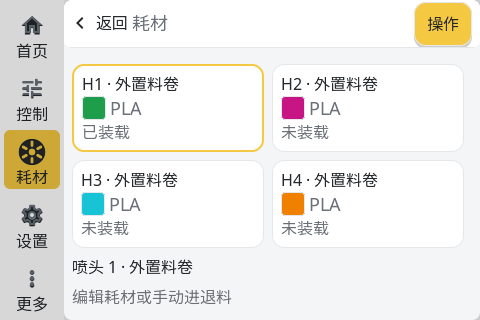 首页
控制
耗材
设置
更多
返回 耗材
操作
H1 · 外置料卷
PLA
已装载
H2 · 外置料卷
PLA
未装载
H3 · 外置料卷
PLA
未装载
H4 · 外置料卷
PLA
未装载
喷头 1 · 外置料卷
编辑耗材或手动进退料